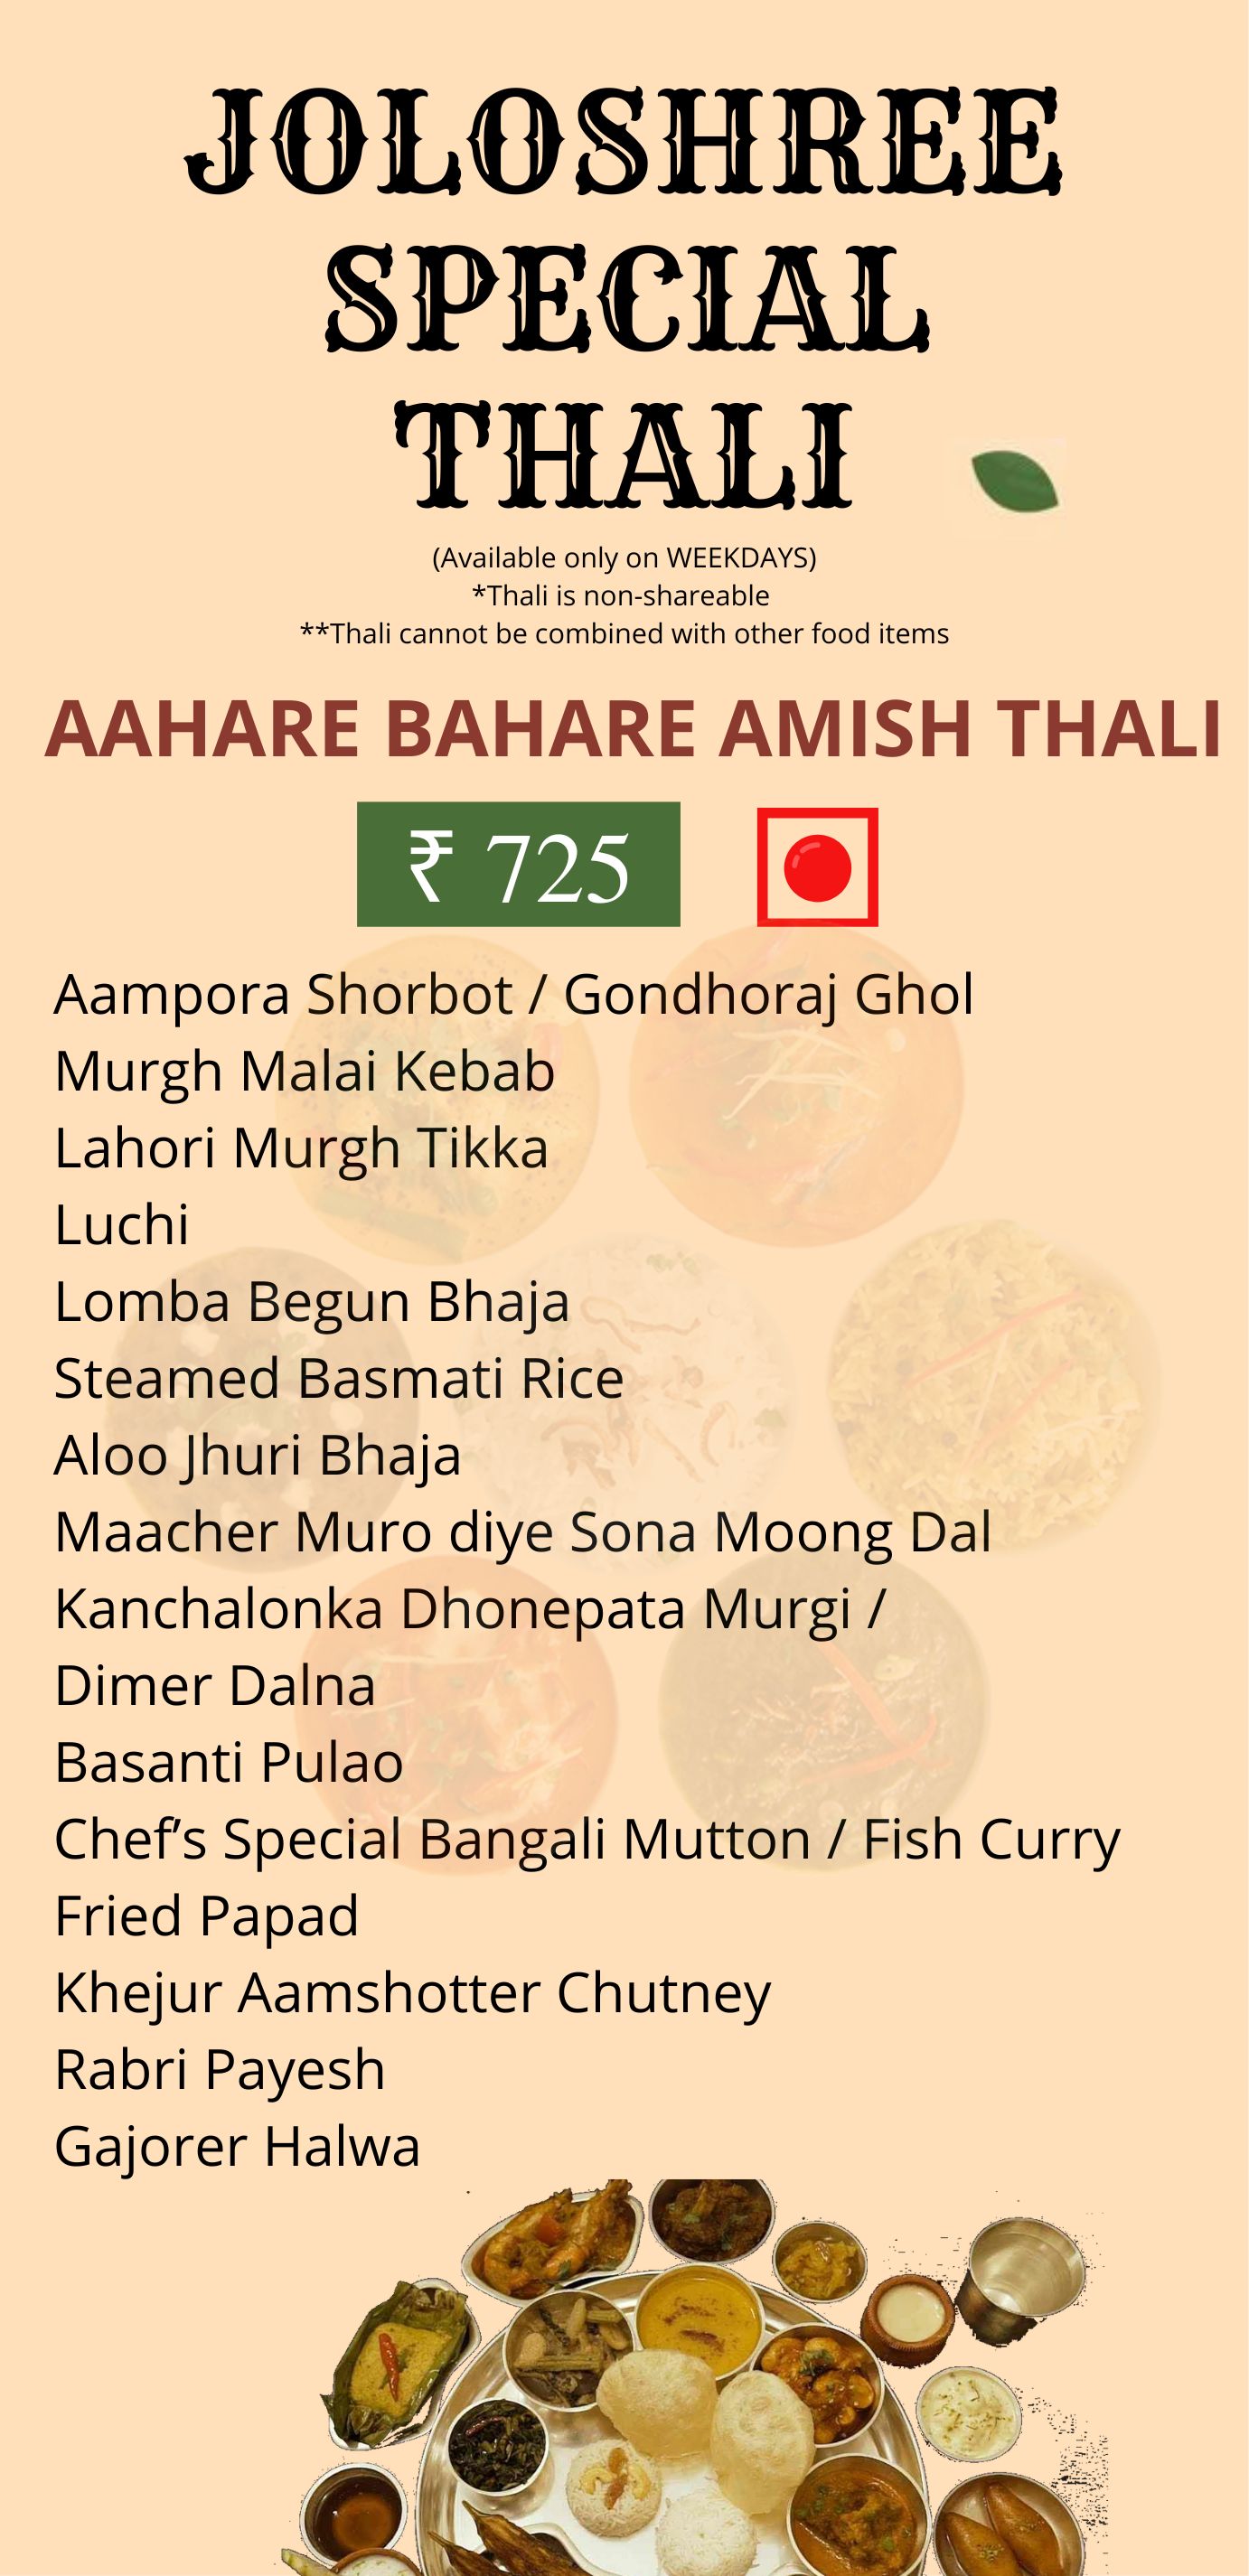 JOLOSHREE
SPECIAL
THALI
(Available only on WEEKDAYS)
*Thali is non-shareable
**Thali cannot be combined with other food items
AAHARE BAHARE AMISH THALI
₹ 725
Aampora Shorbot / Gondhoraj Ghol
Murgh Malai Kebab
Lahori Murgh Tikka
Luchi
Lomba Begun Bhaja
Steamed Basmati Rice
Aloo Jhuri Bhaja
Maacher Muro diye Sona Moong Dal
Kanchalonka Dhonepata Murgi /
Dimer Dalna
Basanti Pulao
Chef’s Special Bangali Mutton / Fish Curry
Fried Papad
Khejur Aamshotter Chutney
Rabri Payesh
Gajorer Halwa